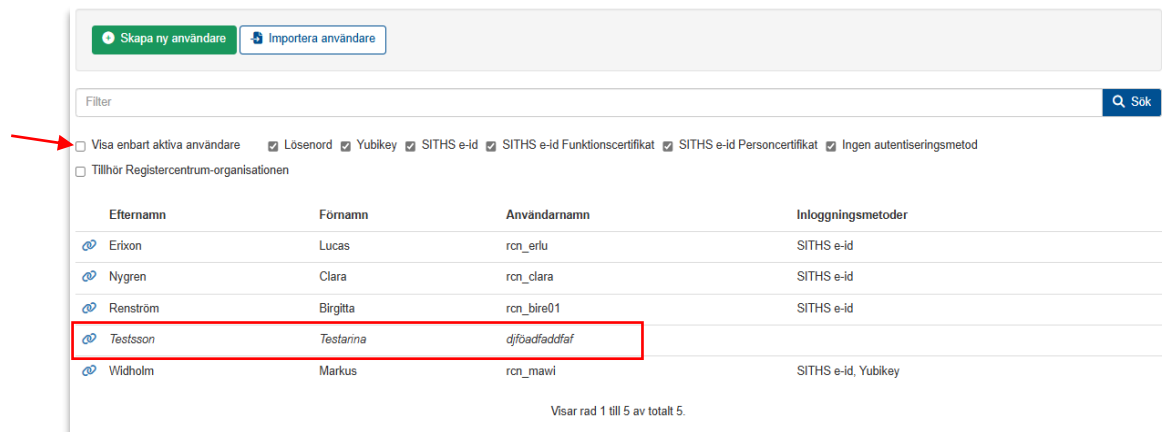 Skapa ny användare Importera användare
Filter Sök
Visa enbart aktiva användare Lösenord Yubikey SITHS e-id SITHS e-id Funktionscertifikat SITHS e-id Personcertifikat Ingen autentiseringsmetod
Tillhör Registercentrum-organisationen
Efternamn Förnamn Användarnamn Inloggningsmetoder
Erixon Lucas rcn_erlu SITHS e-id
Nygren Clara rcn_clara SITHS e-id
Renström Birgitta rcn_bire01 SITHS e-id
Testsson Testarina djföadfaddfaf
Widholm Markus rcn_mawi SITHS e-id, Yubikey
Visar rad 1 till 5 av totalt 5.